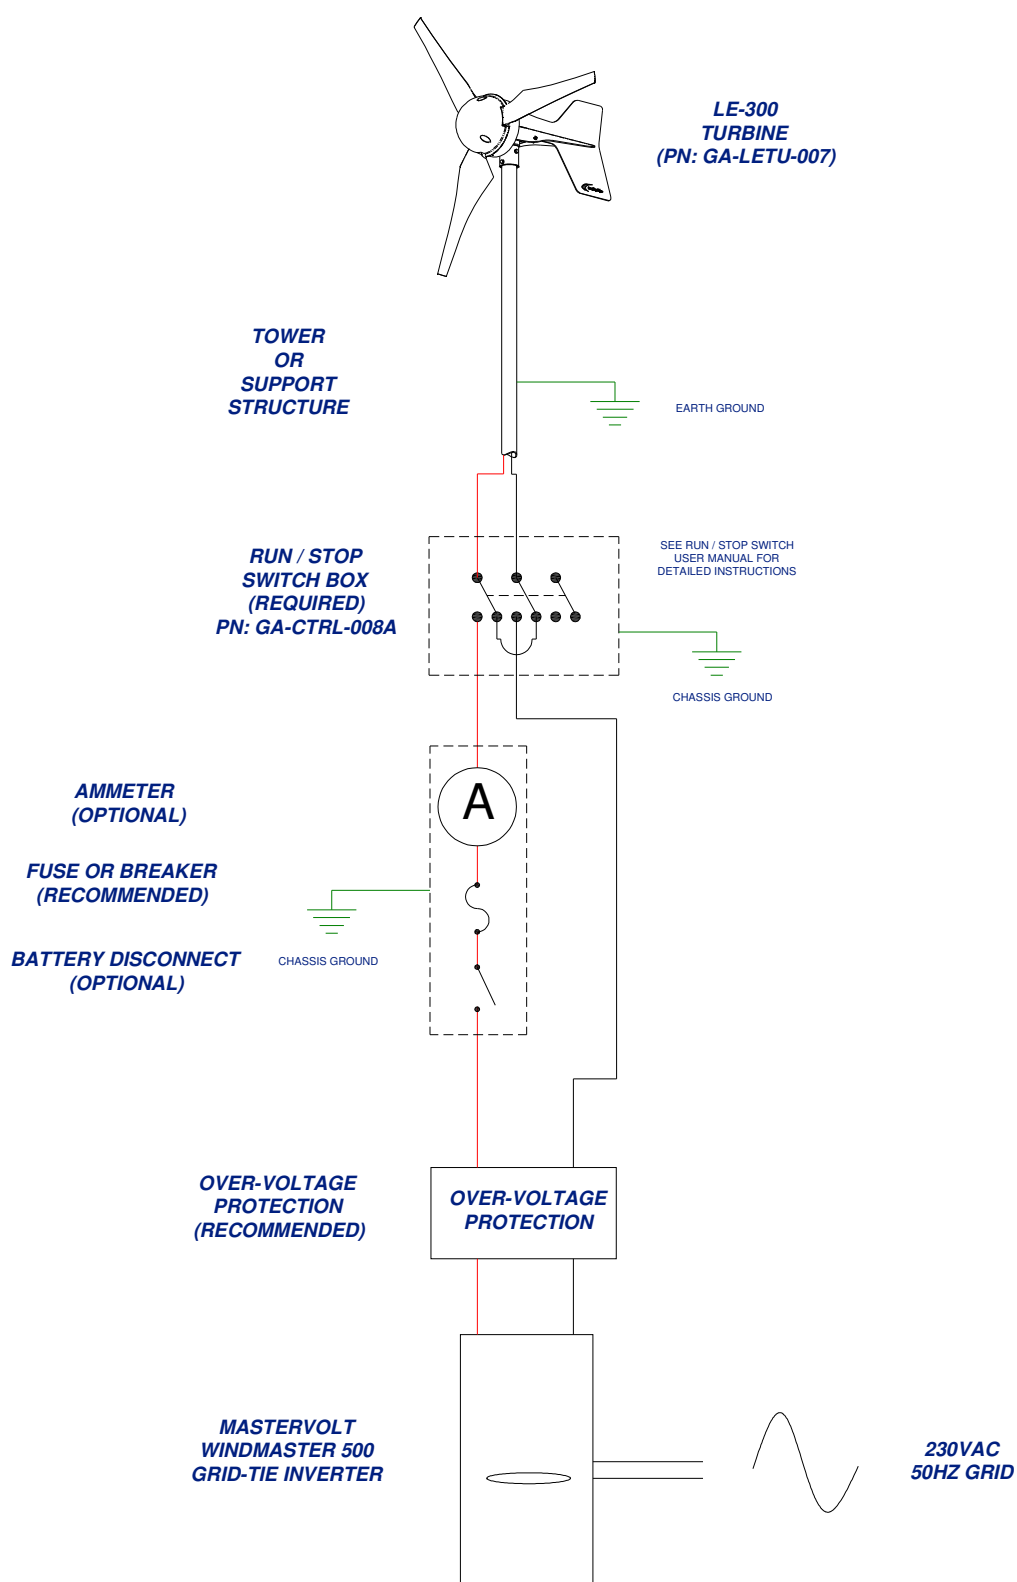 LE-300
TURBINE
(PN: GA-LETU-007)
TOWER
OR
SUPPORT
STRUCTURE
EARTH GROUND
RUN / STOP
SWITCH BOX
(REQUIRED)
PN: GA-CTRL-008A
SEE RUN / STOP SWITCH
USER MANUAL FOR
DETAILED INSTRUCTIONS
CHASSIS GROUND
AMMETER
(OPTIONAL)
A
FUSE OR BREAKER
(RECOMMENDED)
BATTERY DISCONNECT
(OPTIONAL)
CHASSIS GROUND
OVER-VOLTAGE
PROTECTION
(RECOMMENDED)
OVER-VOLTAGE
PROTECTION
MASTERVOLT
WINDMASTER 500
GRID-TIE INVERTER
230VAC
50HZ GRID